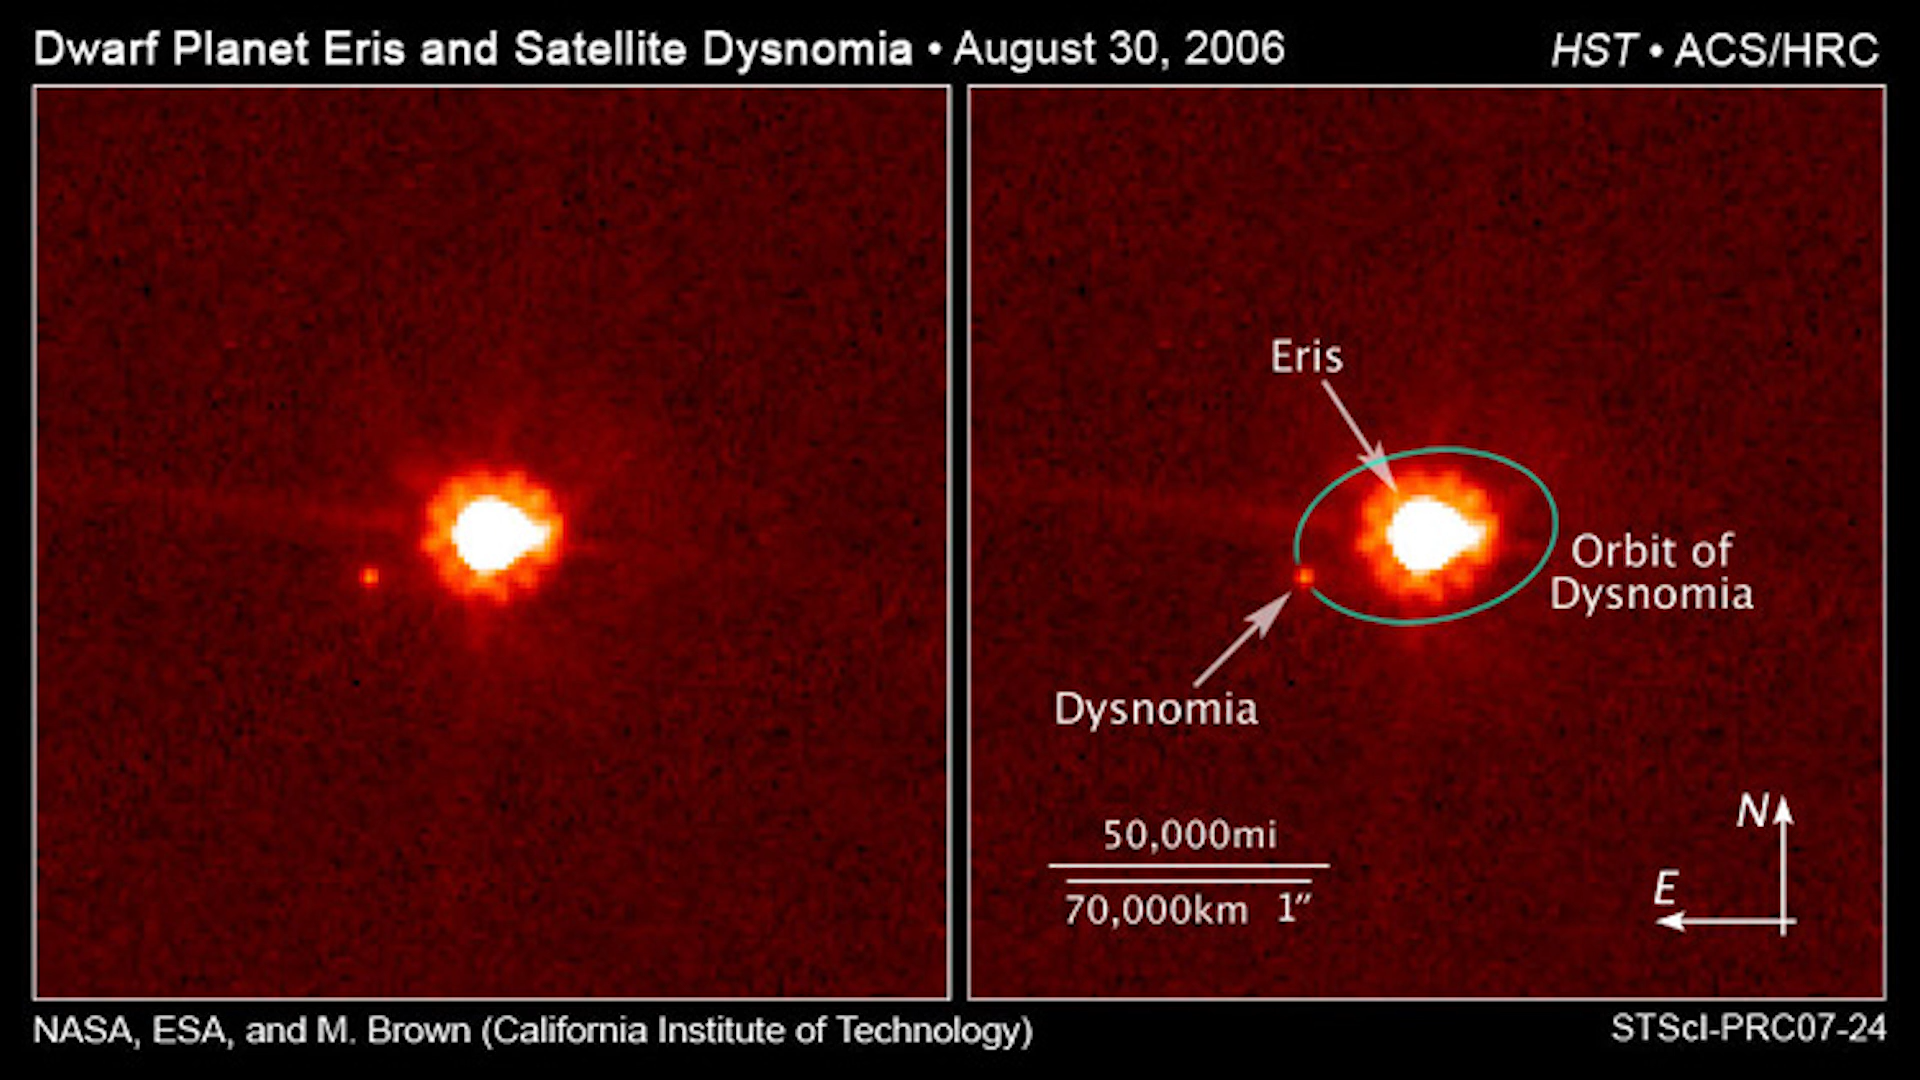 Dwarf Planet Eris and Satellite Dysnomia • August 30, 2006
HST • ACS/HRC
Eris
Orbit of
Dysnomia
Dysnomia
50,000mi
70,000km 1″
N
E
NASA, ESA, and M. Brown (California Institute of Technology)
STScI-PRC07-24